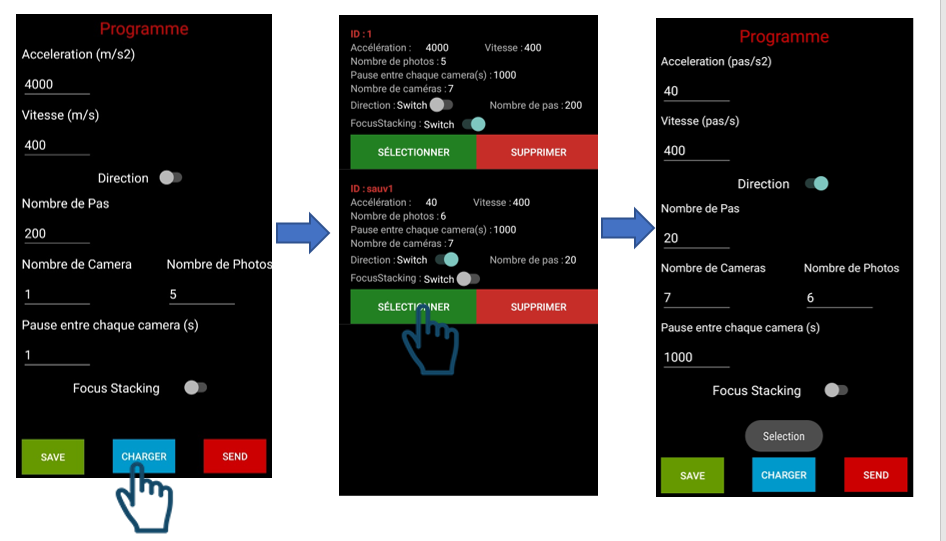 Programme
Acceleration (m/s2)
4000
Vitesse (m/s)
400
Direction
Nombre de Pas
200
Nombre de Camera Nombre de Photos
1 5
Pause entre chaque camera (s)
1
Focus Stacking
SAVE CHARGER SEND
ID : 1
Accélération : 4000 Vitesse : 400
Nombre de photos : 5
Pause entre chaque camera(s) : 1000
Nombre de caméras : 7
Direction : Switch Nombre de pas : 200
FocusStacking : Switch
SÉLECTIONNER SUPPRIMER
ID : sauv1
Accélération : 40 Vitesse : 400
Nombre de photos : 6
Pause entre chaque camera(s) : 1000
Nombre de caméras : 7
Direction : Switch Nombre de pas : 20
FocusStacking : Switch
SÉLECTIONNER SUPPRIMER
Programme
Acceleration (pas/s2)
40
Vitesse (pas/s)
400
Direction
Nombre de Pas
20
Nombre de Cameras Nombre de Photos
7 6
Pause entre chaque camera (s)
1000
Focus Stacking
Selection
SAVE CHARGER SEND